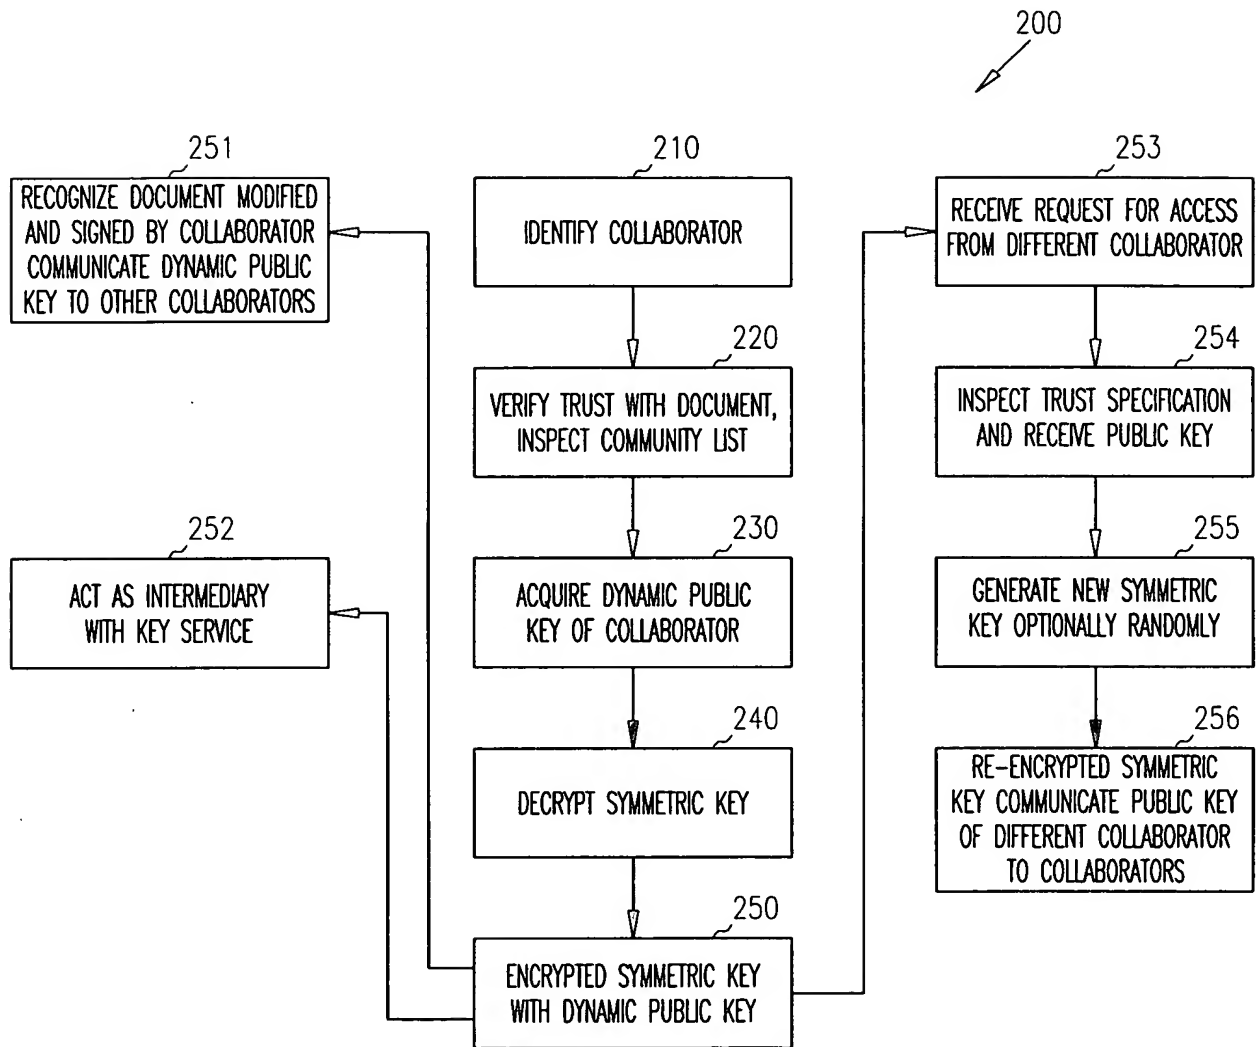 200
251
RECOGNIZE DOCUMENT MODIFIED
AND SIGNED BY COLLABORATOR
COMMUNICATE DYNAMIC PUBLIC
KEY TO OTHER COLLABORATORS
252
ACT AS INTERMEDIARY
WITH KEY SERVICE
210
IDENTIFY COLLABORATOR
220
VERIFY TRUST WITH DOCUMENT,
INSPECT COMMUNITY LIST
230
ACQUIRE DYNAMIC PUBLIC
KEY OF COLLABORATOR
240
DECRYPT SYMMETRIC KEY
250
ENCRYPTED SYMMETRIC KEY
WITH DYNAMIC PUBLIC KEY
253
RECEIVE REQUEST FOR ACCESS
FROM DIFFERENT COLLABORATOR
254
INSPECT TRUST SPECIFICATION
AND RECEIVE PUBLIC KEY
255
GENERATE NEW SYMMETRIC
KEY OPTIONALLY RANDOMLY
256
RE-ENCRYPTED SYMMETRIC
KEY COMMUNICATE PUBLIC KEY
OF DIFFERENT COLLABORATOR
TO COLLABORATORS